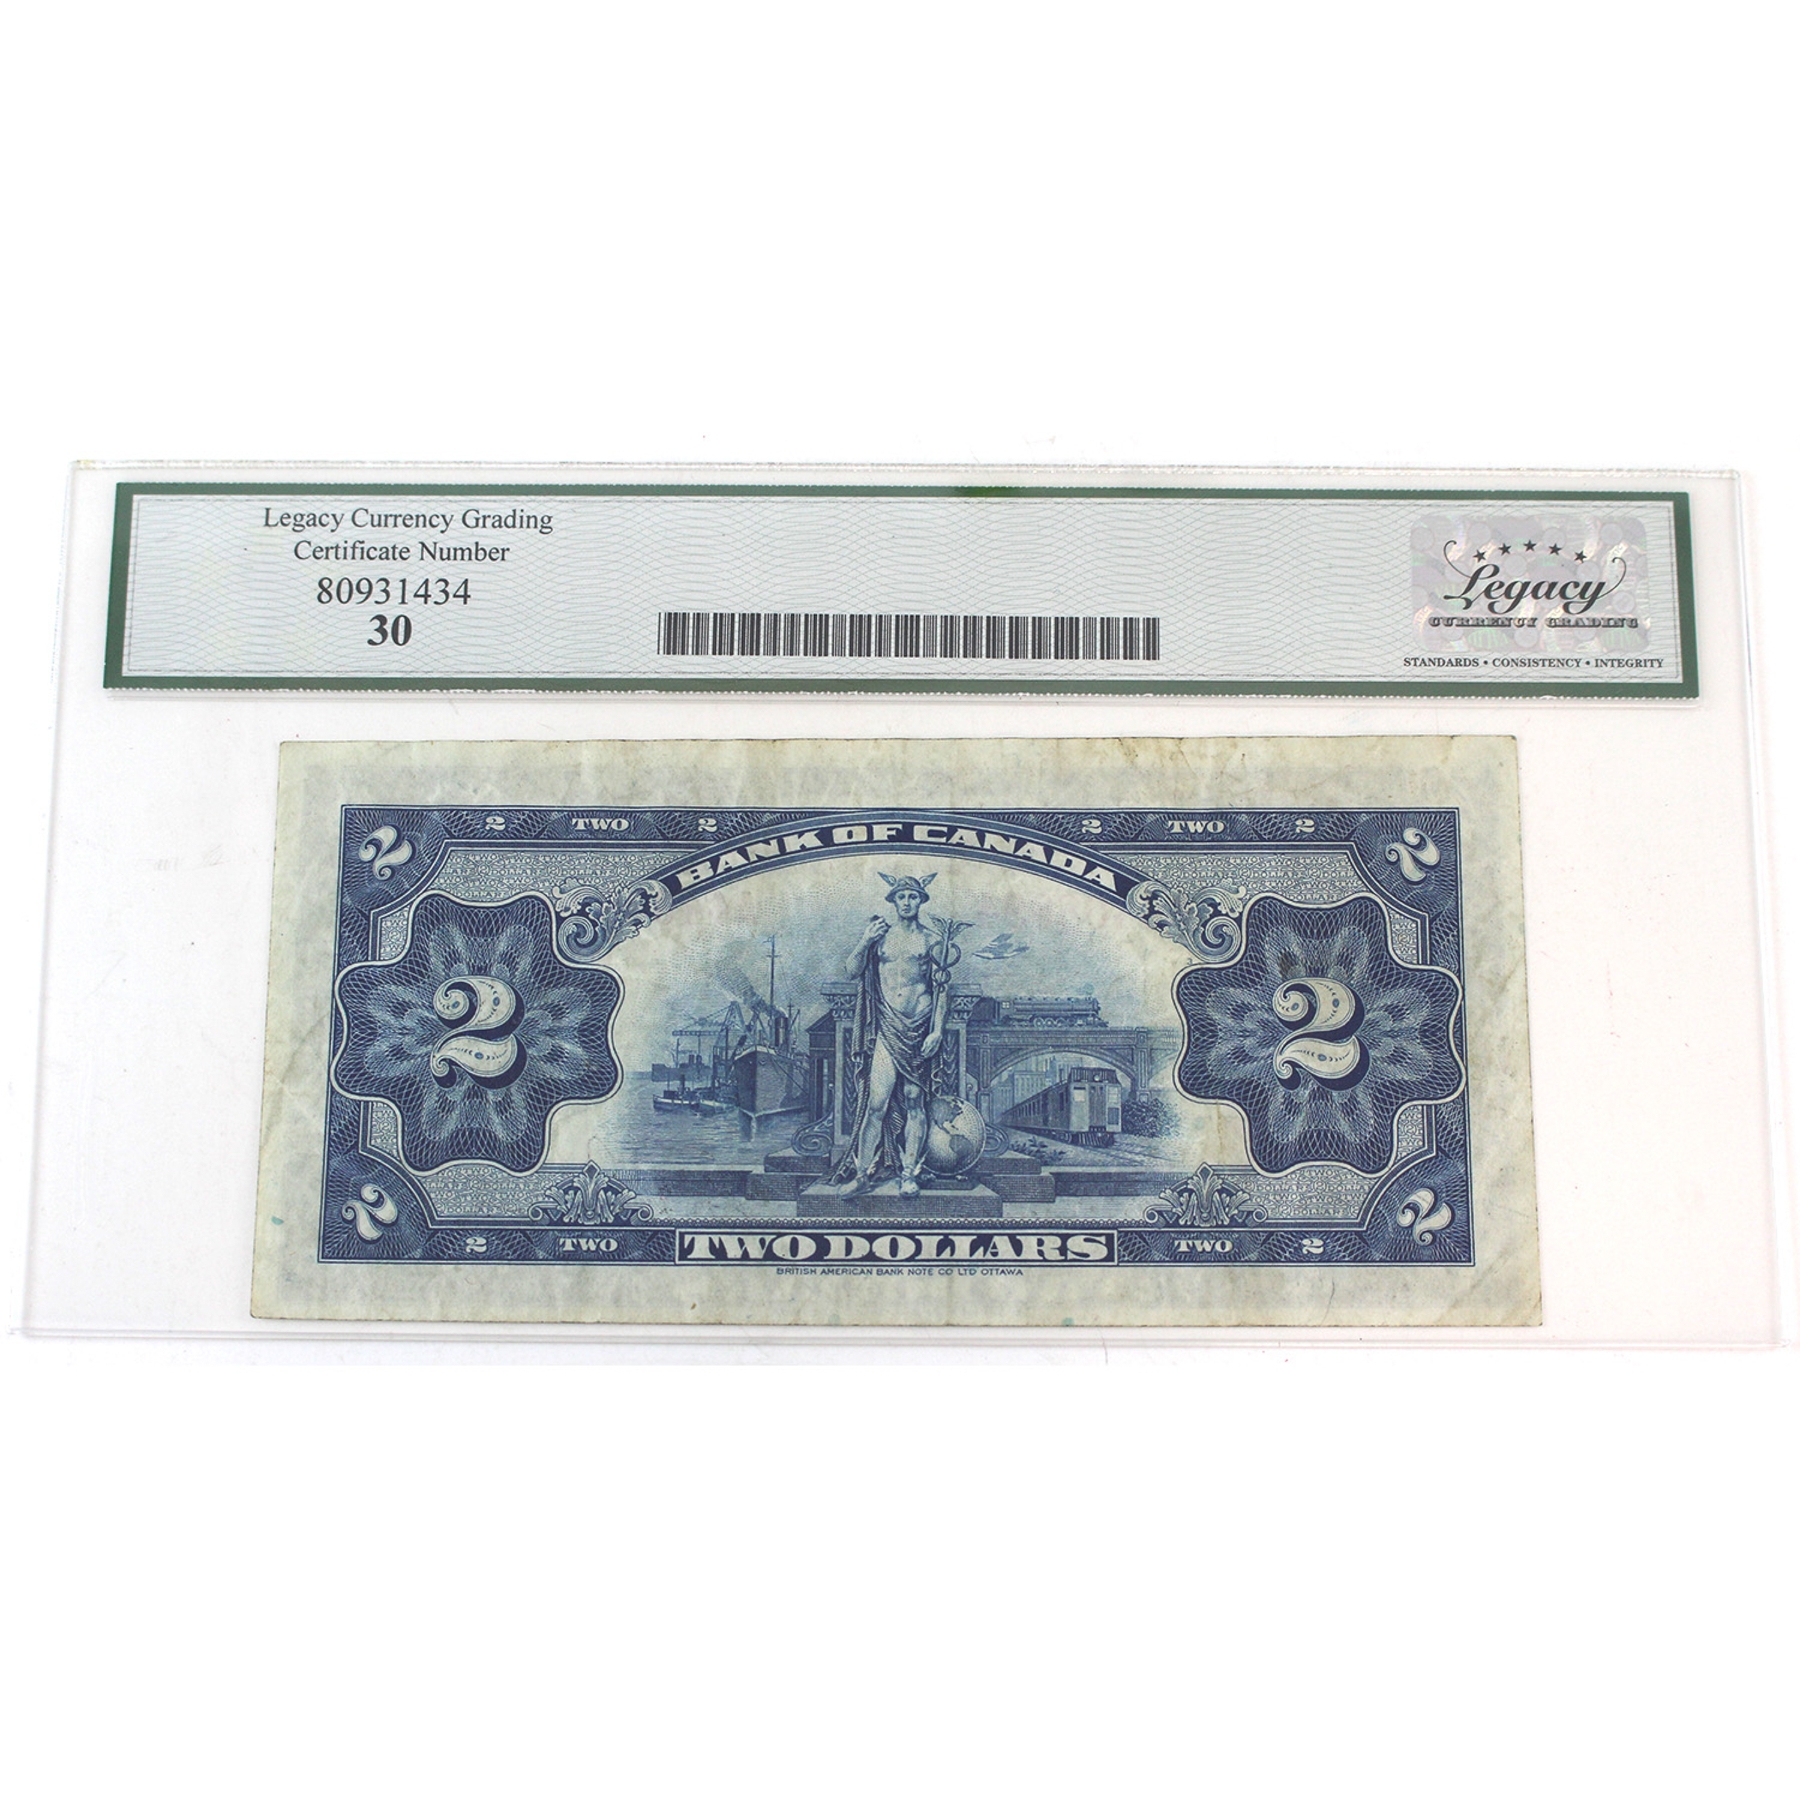 Legacy Currency Grading
Certificate Number
80931434
30
Legacy
CURRENCY GRADING
STANDARDS • CONSISTENCY • INTEGRITY
2 2 TWO 2 2 TWO 2 2
BANK OF CANADA
2 2
2 2 TWO TWO DOLLARS TWO 2 2
BRITISH AMERICAN BANK NOTE CO LTD OTTAWA